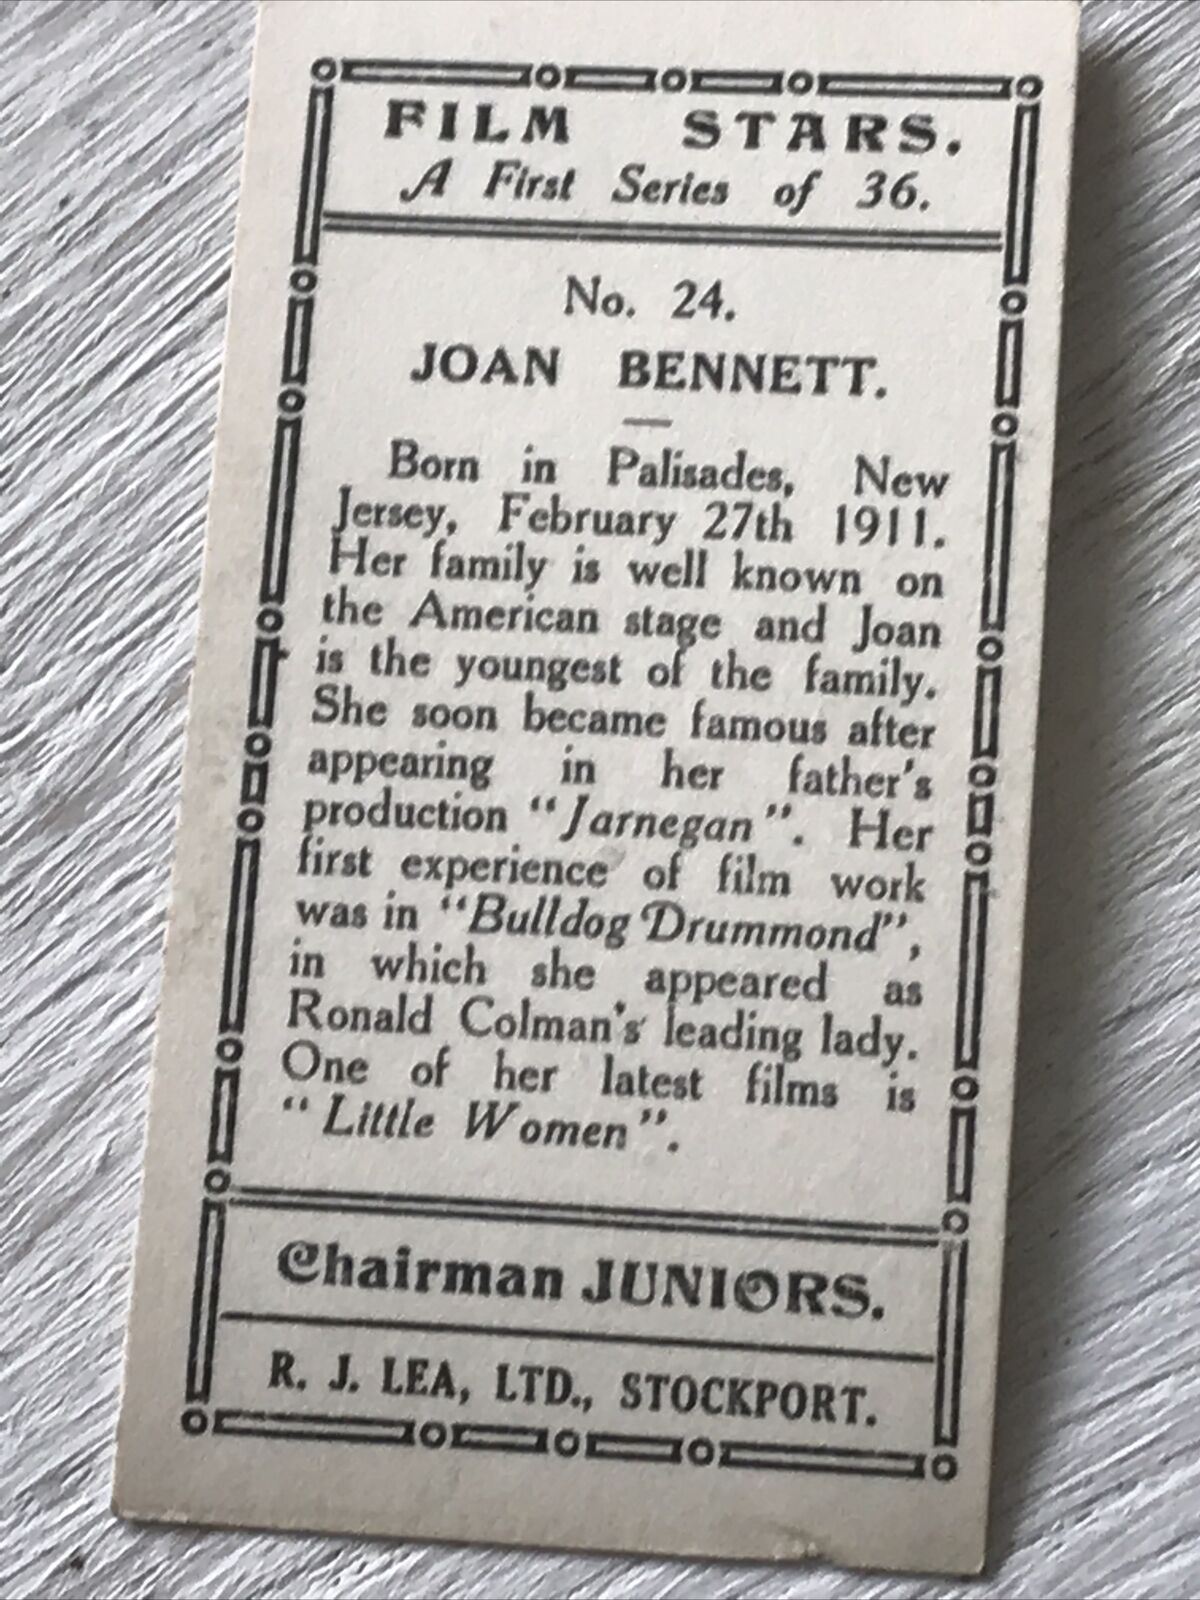 FILM STARS.
A First Series of 36.
No. 24.
JOAN BENNETT.
Born in Palisades, New
Jersey, February 27th 1911.
Her family is well known on
the American stage and Joan
is the youngest of the family.
She soon became famous after
appearing in her father's
production "Jarnegan". Her
first experience of film work
was in "Bulldog Drummond",
in which she appeared as
Ronald Colman's leading lady.
One of her latest films is
"Little Women".
Chairman JUNIORS.
R. J. LEA, LTD., STOCKPORT.